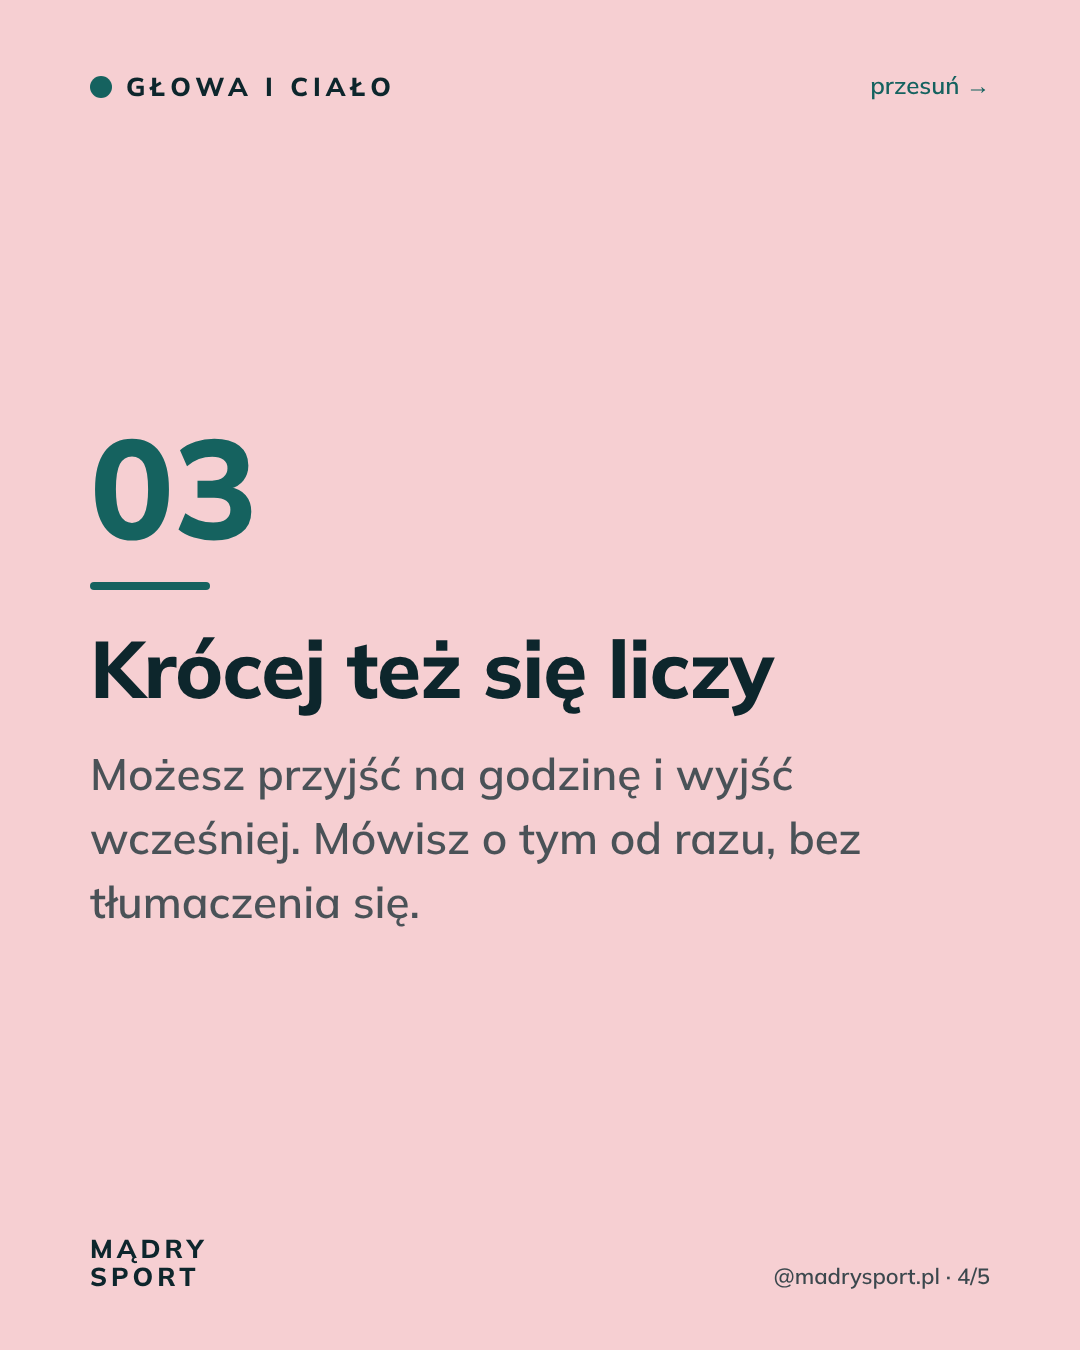 GŁOWA I CIAŁO
przesuń →
03
Krócej też się liczy
Możesz przyjść na godzinę i wyjść
wcześniej. Mówisz o tym od razu, bez
tłumaczenia się.
MĄDRY
SPORT
@madrysport.pl · 4/5